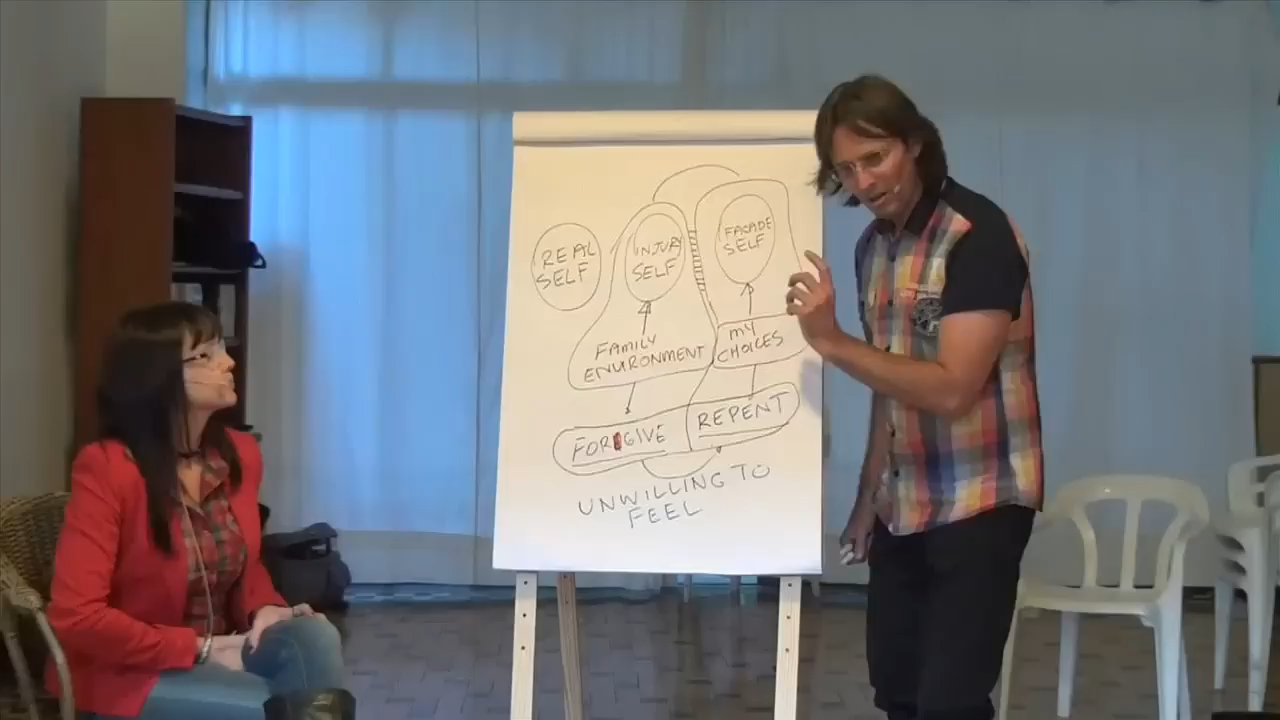 REAL
SELF
INJURY
SELF
FACADE
SELF
FAMILY
ENVIRONMENT
MY
CHOICES
FORGIVE
REPENT
UNWILLING TO
FEEL